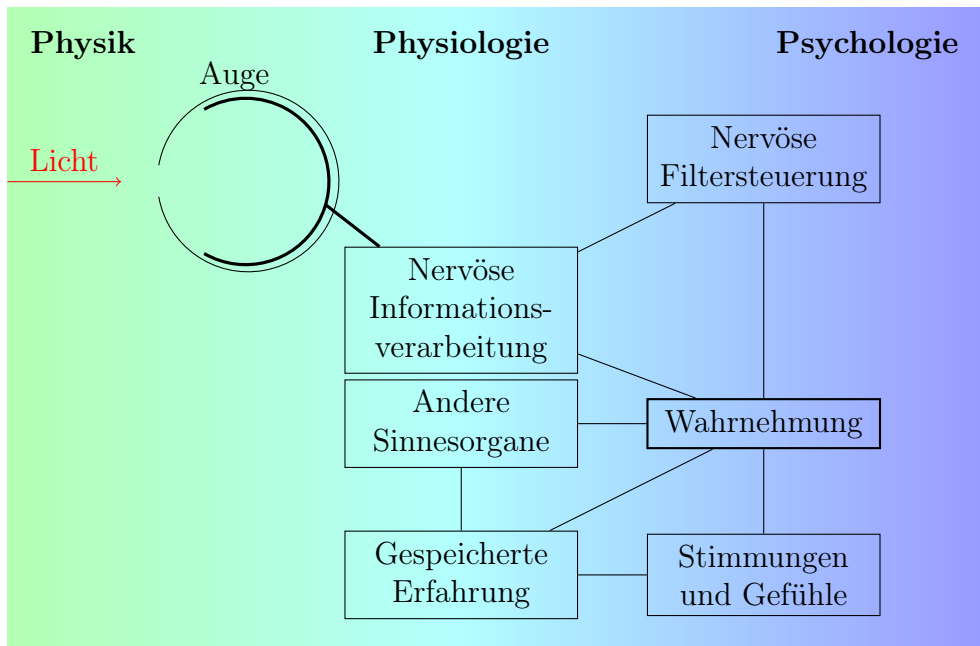 Physik
Physiologie
Psychologie
Auge
Licht
Nervöse
Filtersteuerung
Nervöse
Informations-
verarbeitung
Andere
Sinnesorgane
Wahrnehmung
Gespeicherte
Erfahrung
Stimmungen
und Gefühle